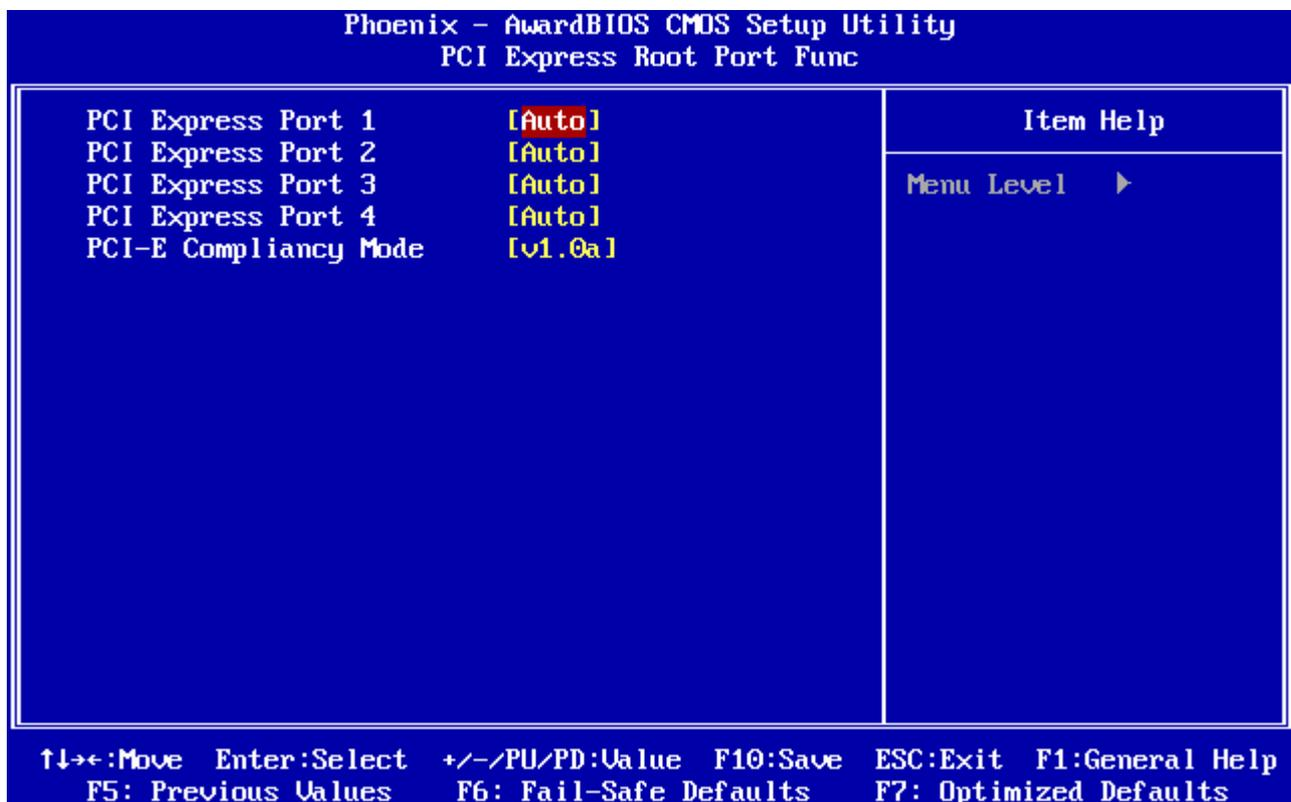 Phoenix - AwardBIOS CMOS Setup Utility
PCI Express Root Port Func
PCI Express Port 1 [Auto]
PCI Express Port 2 [Auto]
PCI Express Port 3 [Auto]
PCI Express Port 4 [Auto]
PCI-E Compliancy Mode [v1.0a]
Item Help
Menu Level ▶
↑↓→←:Move Enter:Select +/-/PU/PD:Value F10:Save ESC:Exit F1:General Help
F5: Previous Values F6: Fail-Safe Defaults F7: Optimized Defaults